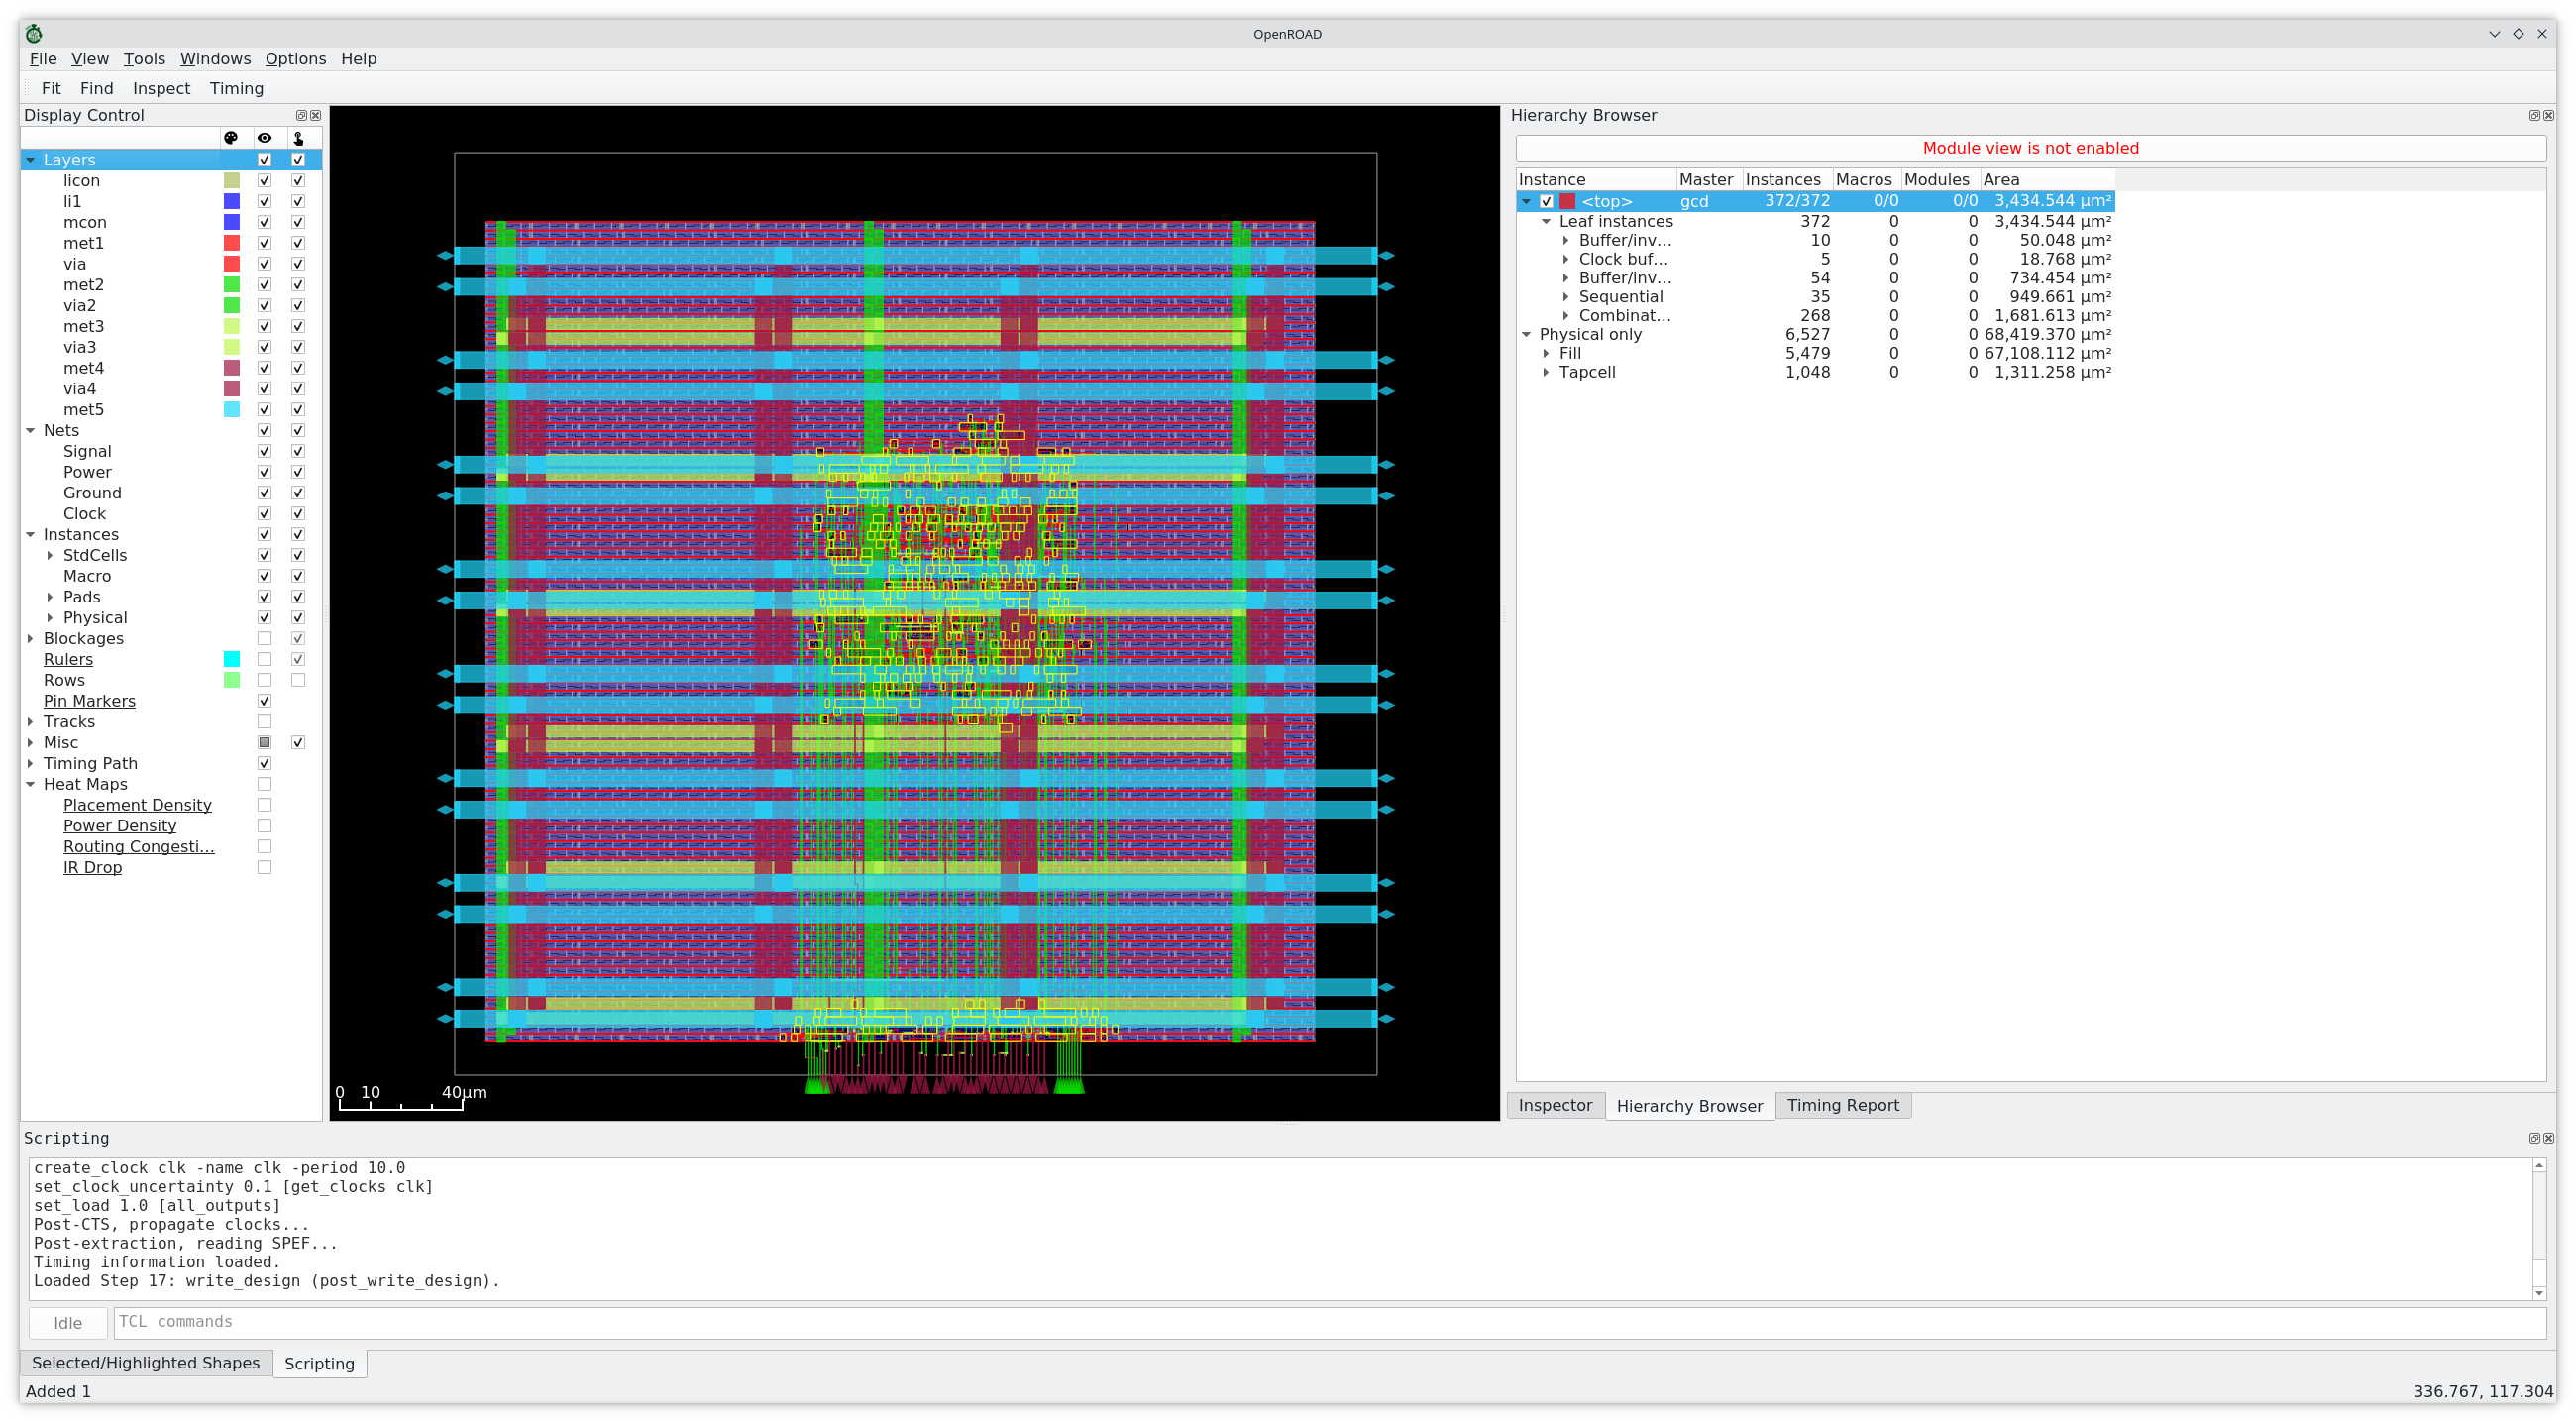 OpenROAD
File View Tools Windows Options Help
Fit Find Inspect Timing
Display Control
Layers
licon
li1
mcon
met1
via
met2
via2
met3
via3
met4
via4
met5
Nets
Signal
Power
Ground
Clock
Instances
StdCells
Macro
Pads
Physical
Blockages
Rulers
Rows
Pin Markers
Tracks
Misc
Timing Path
Heat Maps
Placement Density
Power Density
Routing Congesti...
IR Drop
0 10 40μm
Hierarchy Browser
Module view is not enabled
Instance Master Instances Macros Modules Area
<top> gcd 372/372 0/0 0/0 3,434.544 μm²
Leaf instances 372 0 0 3,434.544 μm²
Buffer/inv... 10 0 0 50.048 μm²
Clock buf... 5 0 0 18.768 μm²
Buffer/inv... 54 0 0 734.454 μm²
Sequential 35 0 0 949.661 μm²
Combinat... 268 0 0 1,681.613 μm²
Physical only 6,527 0 0 68,419.370 μm²
Fill 5,479 0 0 67,108.112 μm²
Tapcell 1,048 0 0 1,311.258 μm²
Inspector Hierarchy Browser Timing Report
Scripting
create_clock clk -name clk -period 10.0
set_clock_uncertainty 0.1 [get_clocks clk]
set_load 1.0 [all_outputs]
Post-CTS, propagate clocks...
Post-extraction, reading SPEF...
Timing information loaded.
Loaded Step 17: write_design (post_write_design).
Idle TCL commands
Selected/Highlighted Shapes Scripting
Added 1 336.767, 117.304